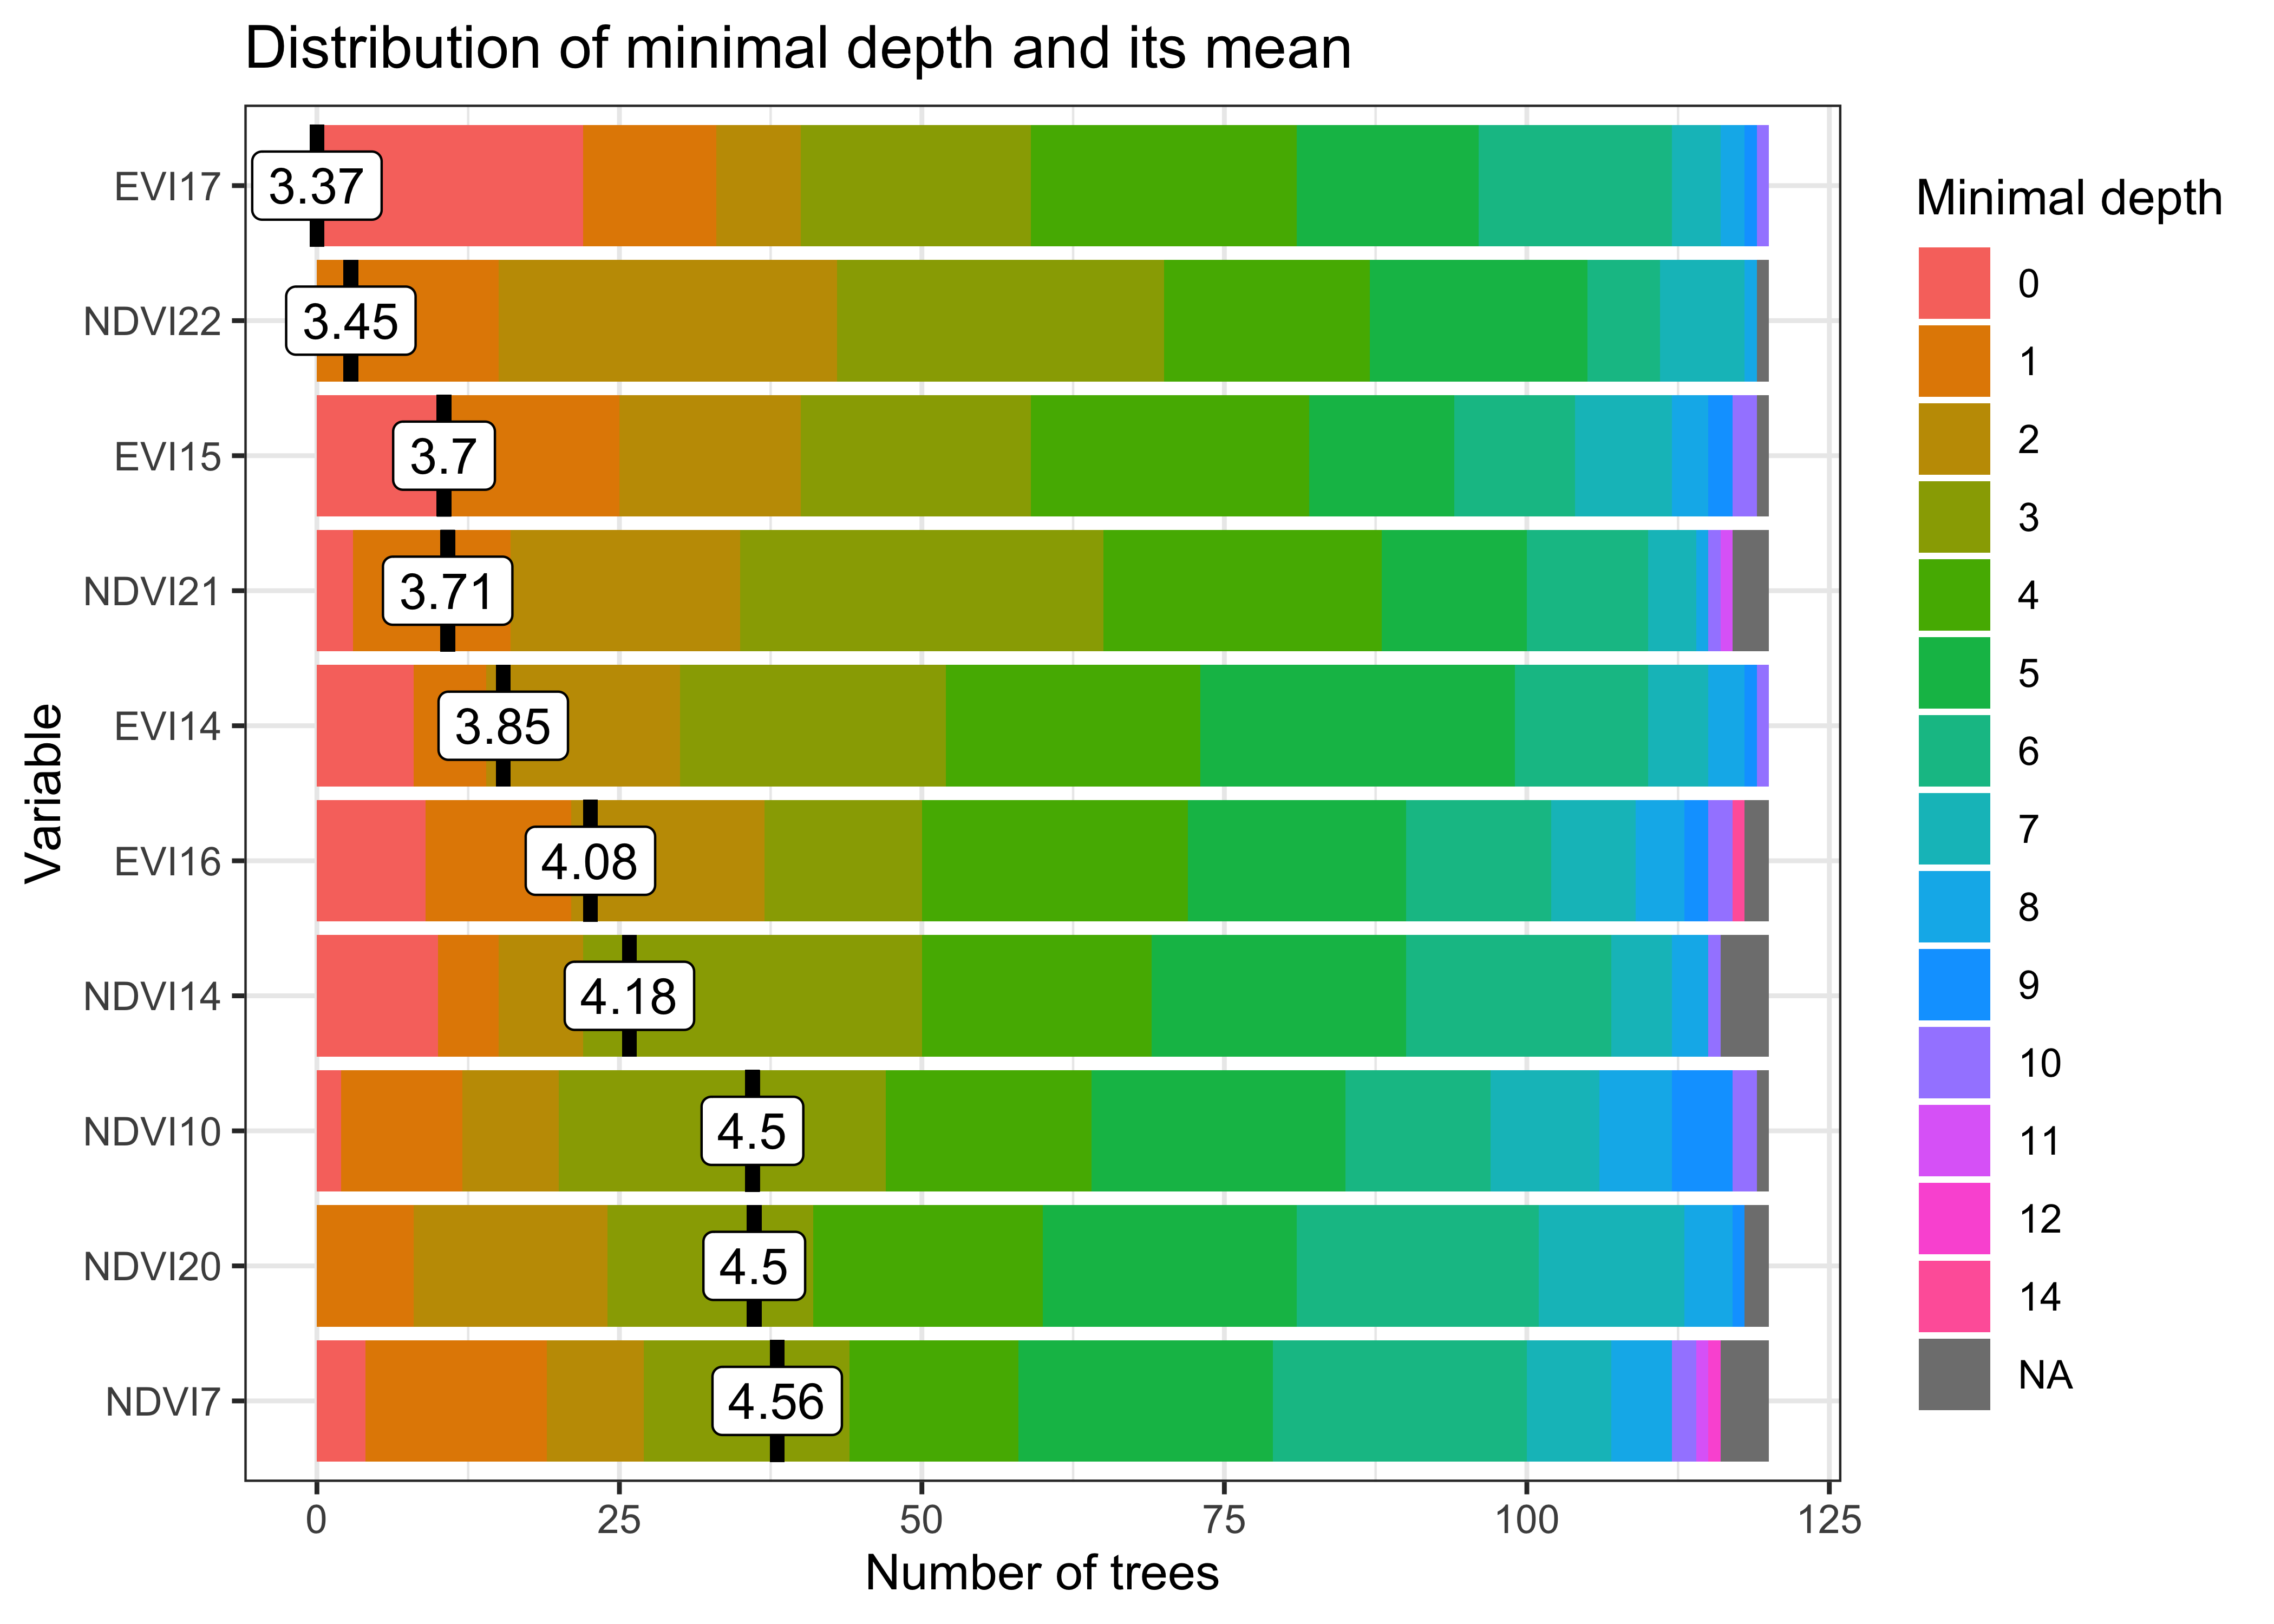 Distribution of minimal depth and its mean
Variable
EVI17
3.37
NDVI22
3.45
EVI15
3.7
NDVI21
3.71
EVI14
3.85
EVI16
4.08
NDVI14
4.18
NDVI10
4.5
NDVI20
4.5
NDVI7
4.56
0 25 50 75 100 125
Number of trees
Minimal depth
0
1
2
3
4
5
6
7
8
9
10
11
12
14
NA